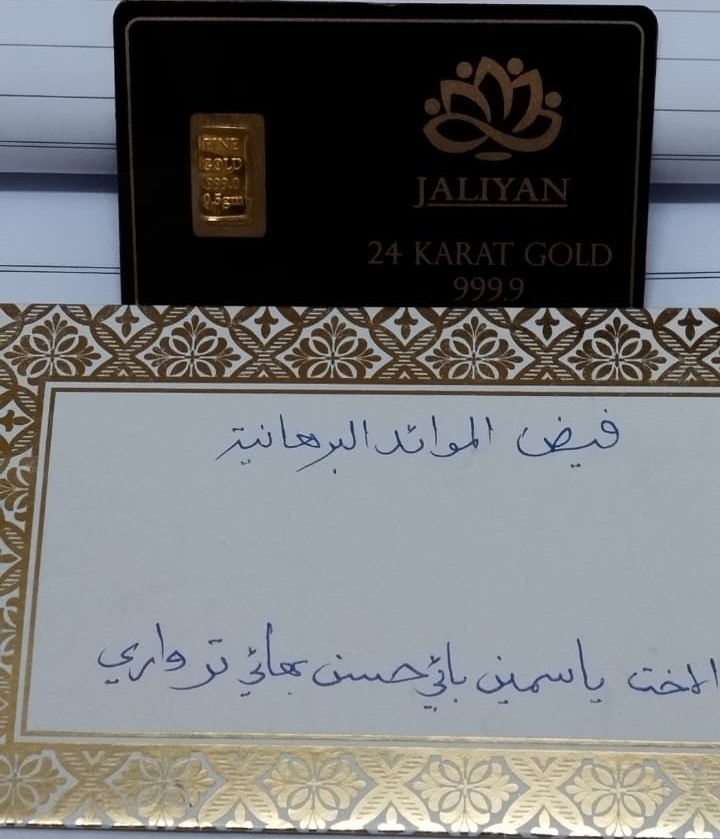 FINE
GOLD
999.0
0.5gm
JALIYAN
24 KARAT GOLD
999.9
فيض الموائد البرهانية
الاخت ياسمين بائي حسن بهائي ترواري